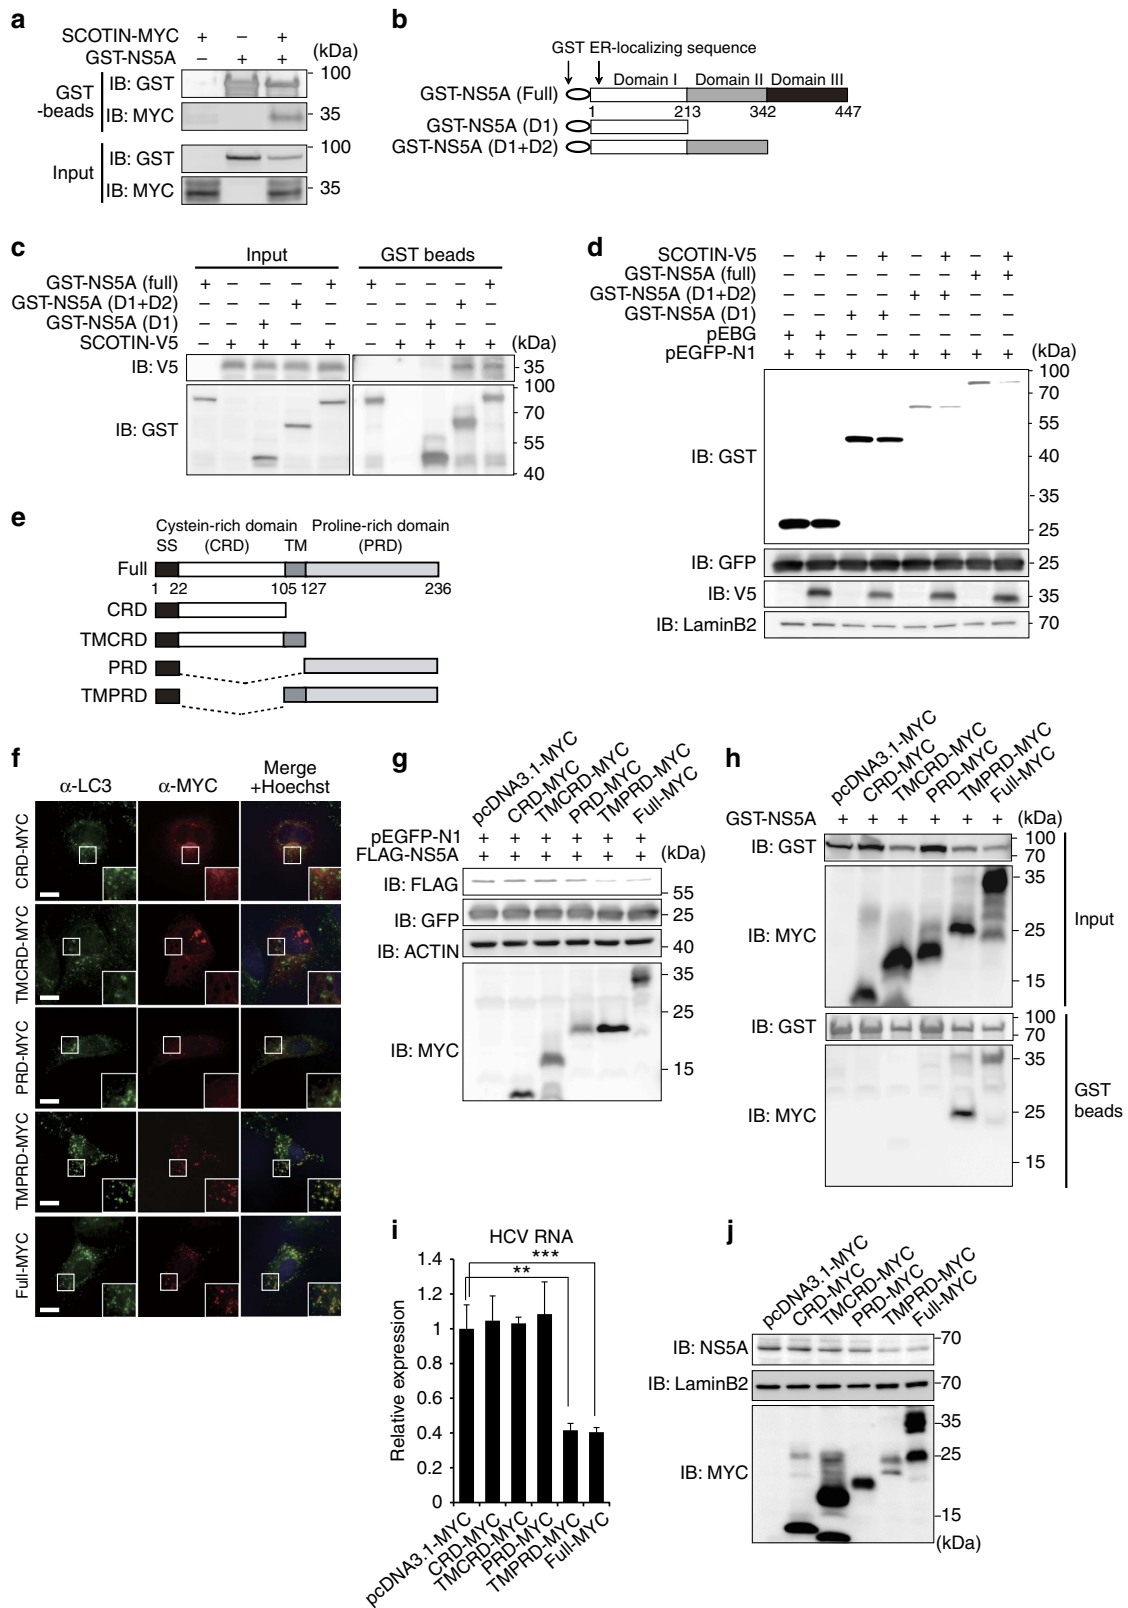 a
SCOTIN-MYC + − +
GST-NS5A − + + (kDa)
GST -beads
IB: GST 100
IB: MYC 35
Input
IB: GST 100
IB: MYC 35
b
GST ER-localizing sequence
Domain I Domain II Domain III
GST-NS5A (Full)
1 213 342 447
GST-NS5A (D1)
GST-NS5A (D1+D2)
c
Input GST beads
GST-NS5A (full) + − − − + + − − − +
GST-NS5A (D1+D2) − − − + − − − − + −
GST-NS5A (D1) − − + − − − − + − −
SCOTIN-V5 − + + + + − + + + + (kDa)
IB: V5 35
IB: GST
100
70
55
40
d
SCOTIN-V5 − + − + − + − +
GST-NS5A (full) − − − − − − + +
GST-NS5A (D1+D2) − − − − + + − −
GST-NS5A (D1) − − + + − − − −
pEBG + + − − − − − −
pEGFP-N1 + + + + + + + + (kDa)
IB: GST
100
70
55
40
35
25
IB: GFP 25
IB: V5 35
IB: LaminB2 70
e
Cystein-rich domain Proline-rich domain
SS (CRD) TM (PRD)
Full
1 22 105 127 236
CRD
TMCRD
PRD
TMPRD
f
α-LC3 α-MYC Merge +Hoechst
CRD-MYC
TMCRD-MYC
PRD-MYC
TMPRD-MYC
Full-MYC
g
pcDNA3.1-MYC
CRD-MYC
TMCRD-MYC
PRD-MYC
TMPRD-MYC
Full-MYC
pEGFP-N1 + + + + + +
FLAG-NS5A + + + + + + (kDa)
IB: FLAG 55
IB: GFP 25
IB: ACTIN 40
IB: MYC
35
25
15
h
pcDNA3.1-MYC
CRD-MYC
TMCRD-MYC
PRD-MYC
TMPRD-MYC
Full-MYC
GST-NS5A + + + + + + (kDa)
IB: GST
100
70
IB: MYC
35
25
15
Input
IB: GST
100
70
IB: MYC
35
25
15
GST beads
i
HCV RNA
***
**
Relative expression
1.4
1.2
1
0.8
0.6
0.4
0.2
0
pcDNA3.1-MYC
CRD-MYC
TMCRD-MYC
PRD-MYC
TMPRD-MYC
Full-MYC
j
pcDNA3.1-MYC
CRD-MYC
TMCRD-MYC
PRD-MYC
TMPRD-MYC
Full-MYC
IB: NS5A 70
IB: LaminB2 70
IB: MYC
35
25
15
(kDa)